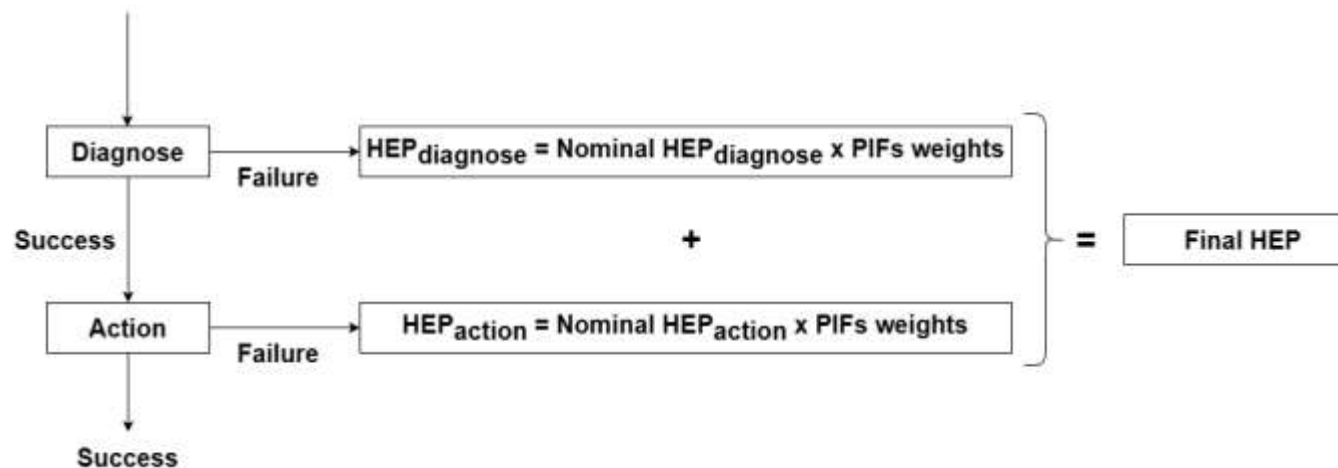 Diagnose
HEPdiagnose = Nominal HEPdiagnose x PIFs weights
Failure
Success
+
=
Final HEP
Action
HEPaction = Nominal HEPaction x PIFs weights
Failure
Success